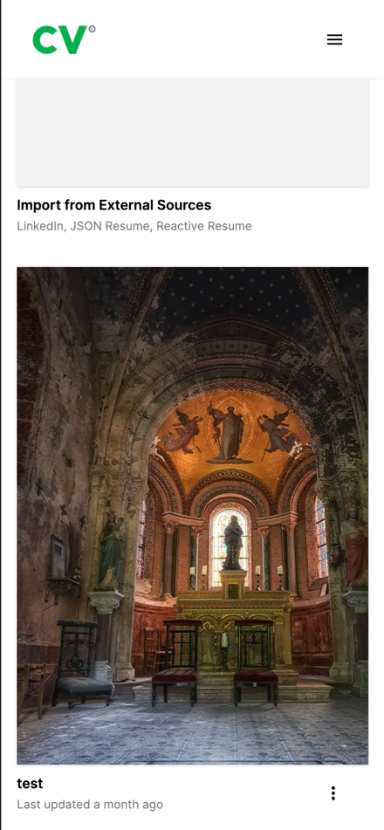 CV
Import from External Sources
LinkedIn, JSON Resume, Reactive Resume
test
Last updated a month ago